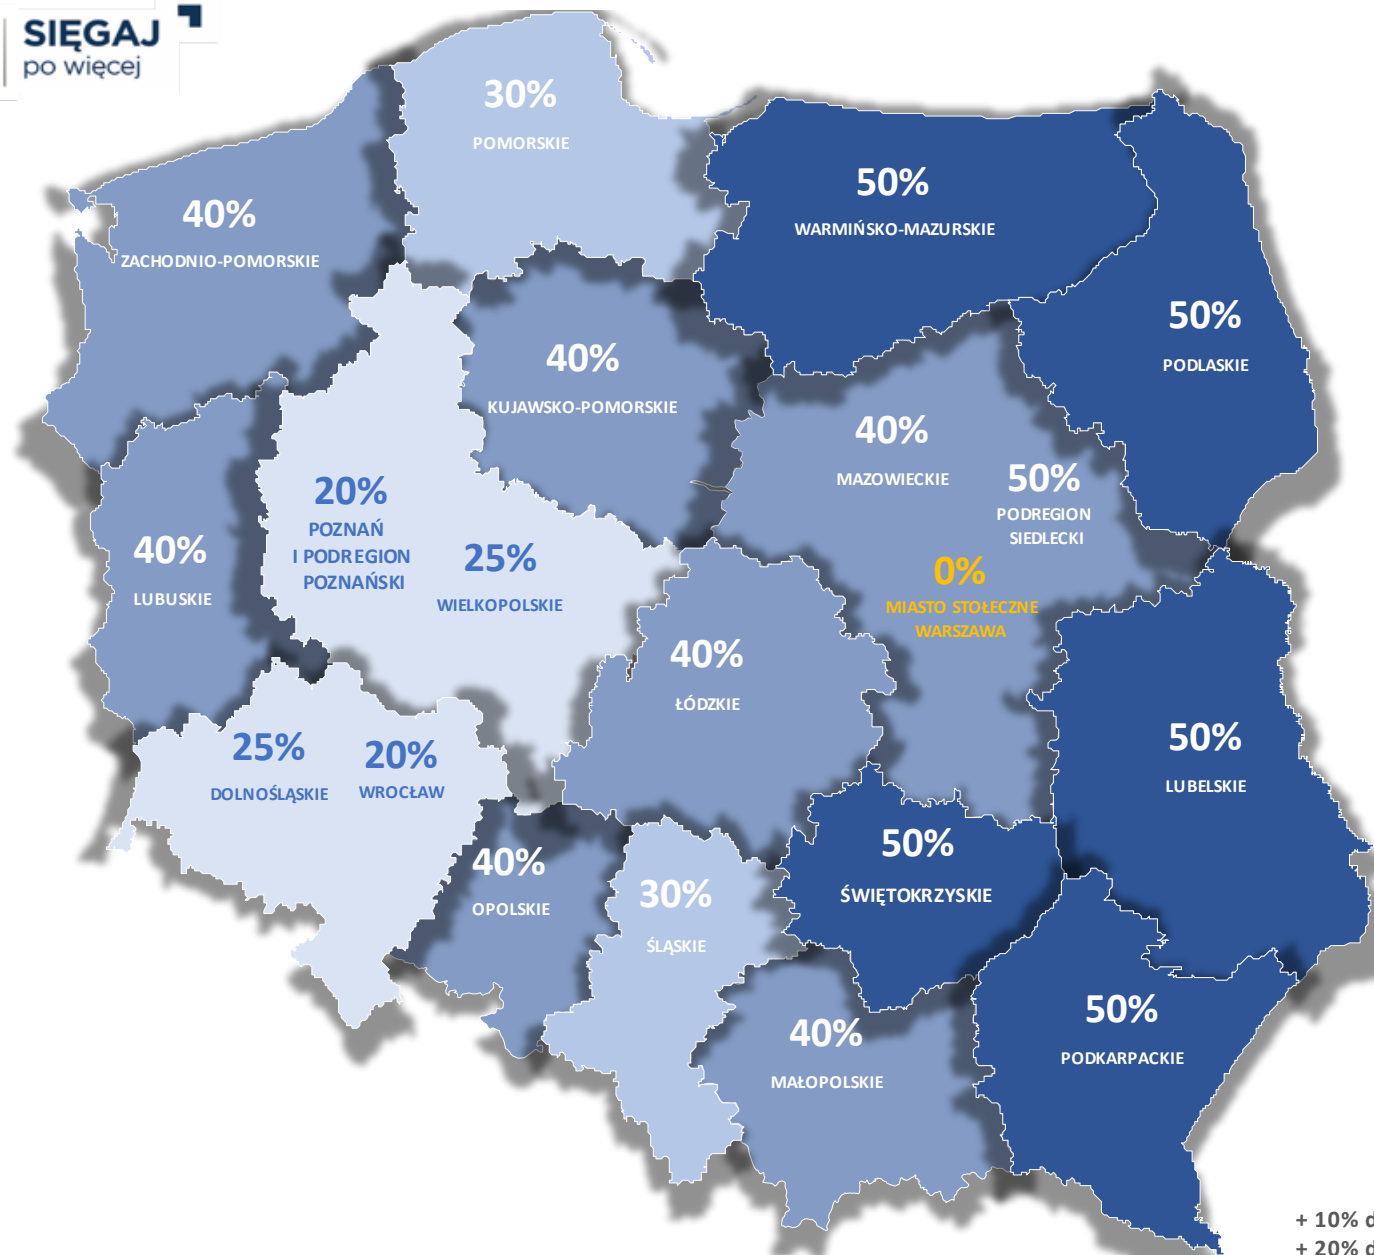 SIĘGAJ
po więcej
30%
POMORSKIE
50%
WARMIŃSKO-MAZURSKIE
40%
ZACHODNIO-POMORSKIE
50%
PODLASKIE
40%
KUJAWSKO-POMORSKIE
40%
MAZOWIECKIE
50%
PODREGION
SIEDLECKI
20%
POZNAŃ
I PODREGION
POZNAŃSKI
25%
WIELKOPOLSKIE
40%
LUBUSKIE
0%
MIASTO STOŁECZNE
WARSZAWA
40%
ŁÓDZKIE
25%
DOLNOŚLĄSKIE
20%
WROCŁAW
50%
LUBELSKIE
40%
OPOLSKIE
30%
ŚLĄSKIE
50%
ŚWIĘTOKRZYSKIE
40%
MAŁOPOLSKIE
50%
PODKARPACKIE
+ 10% d
+ 20% d